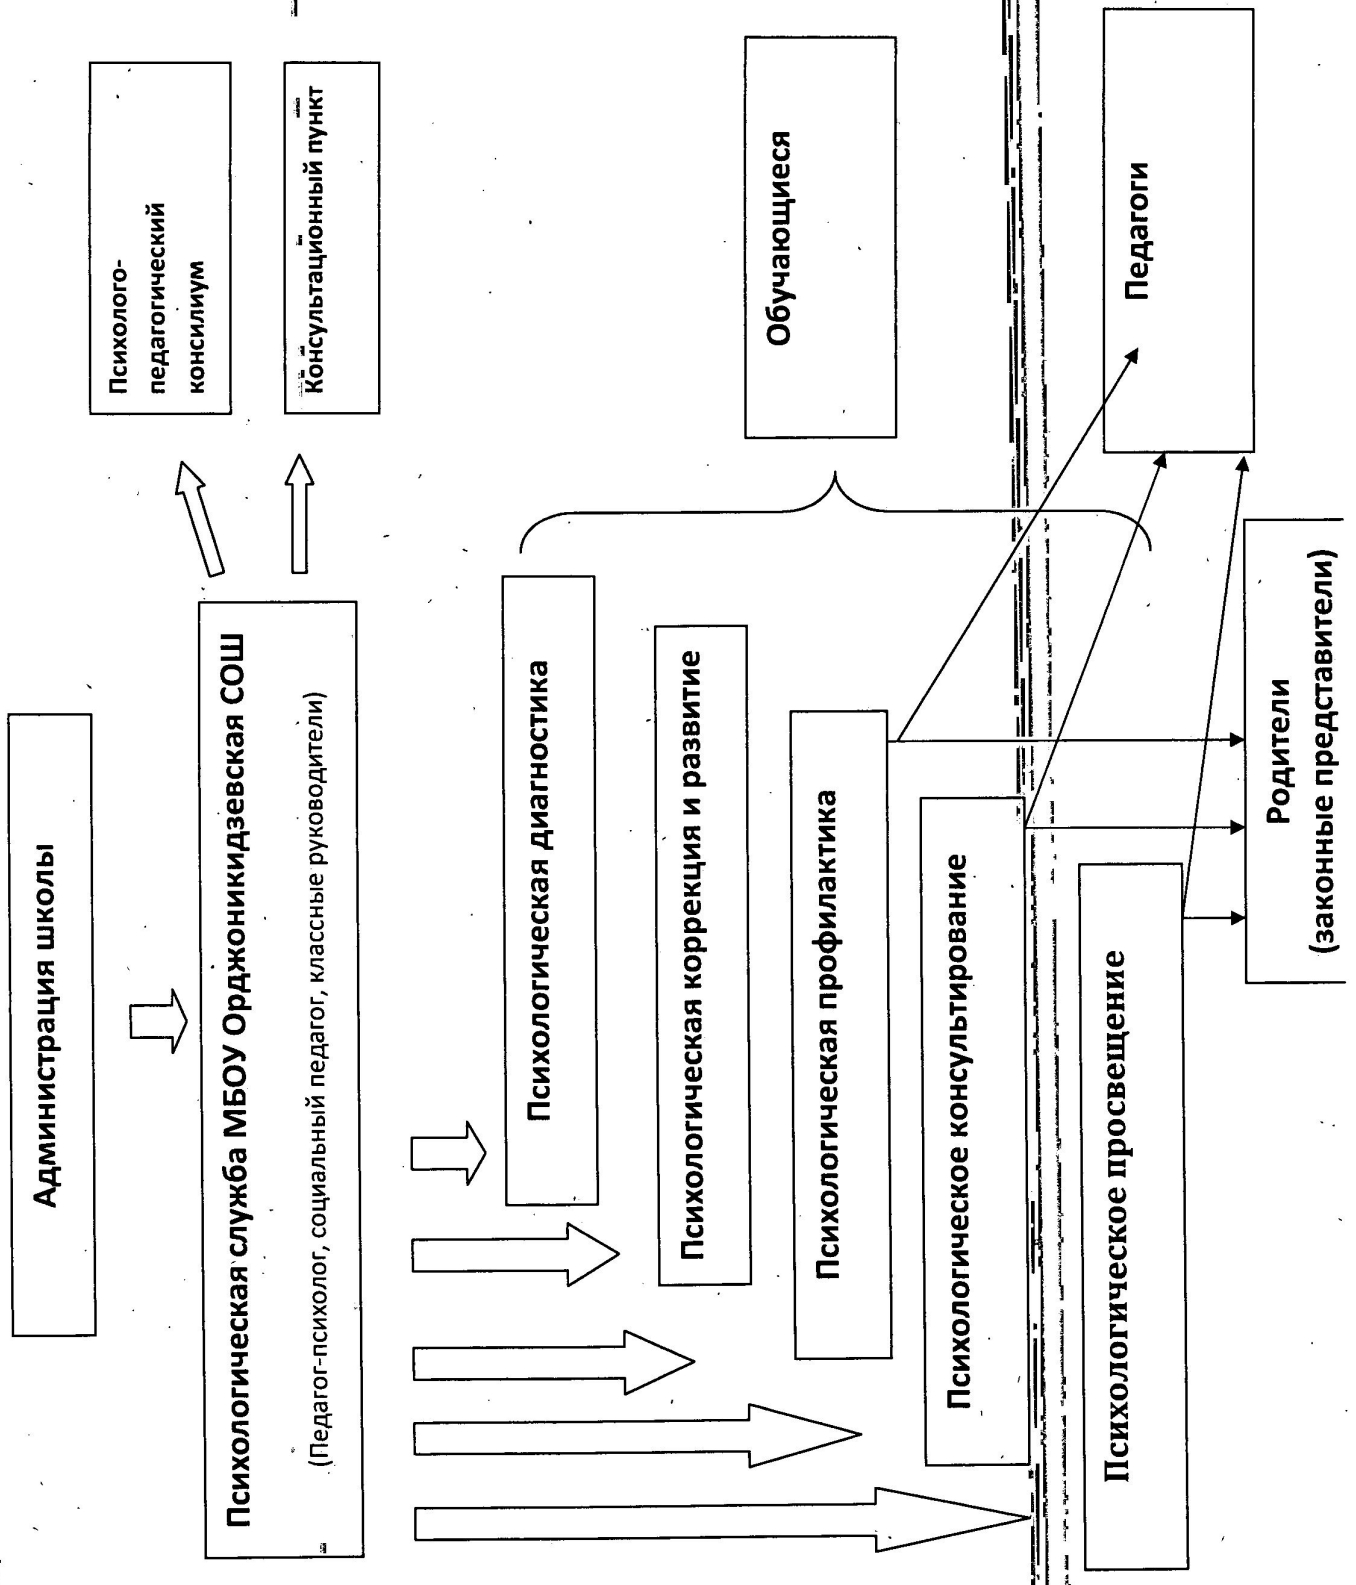 Администрация школы
Психологическая служба МБОУ Орджоникидзевская СОШ
(Педагог-психолог, социальный педагог, классные руководители)
Психолого-
педагогический
консилиум
Консультационный пункт
Психологическая диагностика
Психологическая коррекция и развитие
Психологическая профилактика
Психологическое консультирование
Психологическое просвещение
Обучающиеся
Педагоги
Родители
(законные представители)